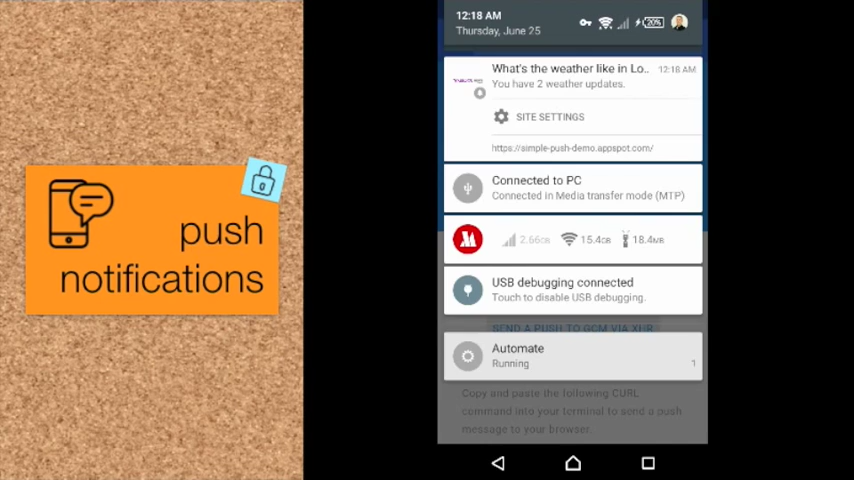 push
notifications
12:18 AM
Thursday, June 25
20%
What's the weather like in Lo..
12:18 AM
You have 2 weather updates.
SITE SETTINGS
https://simple-push-demo.appspot.com/
Connected to PC
Connected in Media transfer mode (MTP)
2.66GB 15.4GB 18.4MB
USB debugging connected
Touch to disable USB debugging.
SEND A PUSH TO GCM VIA XHR
Automate
Running
1
Copy and paste the following CURL
command into your terminal to send a push
message to your browser.